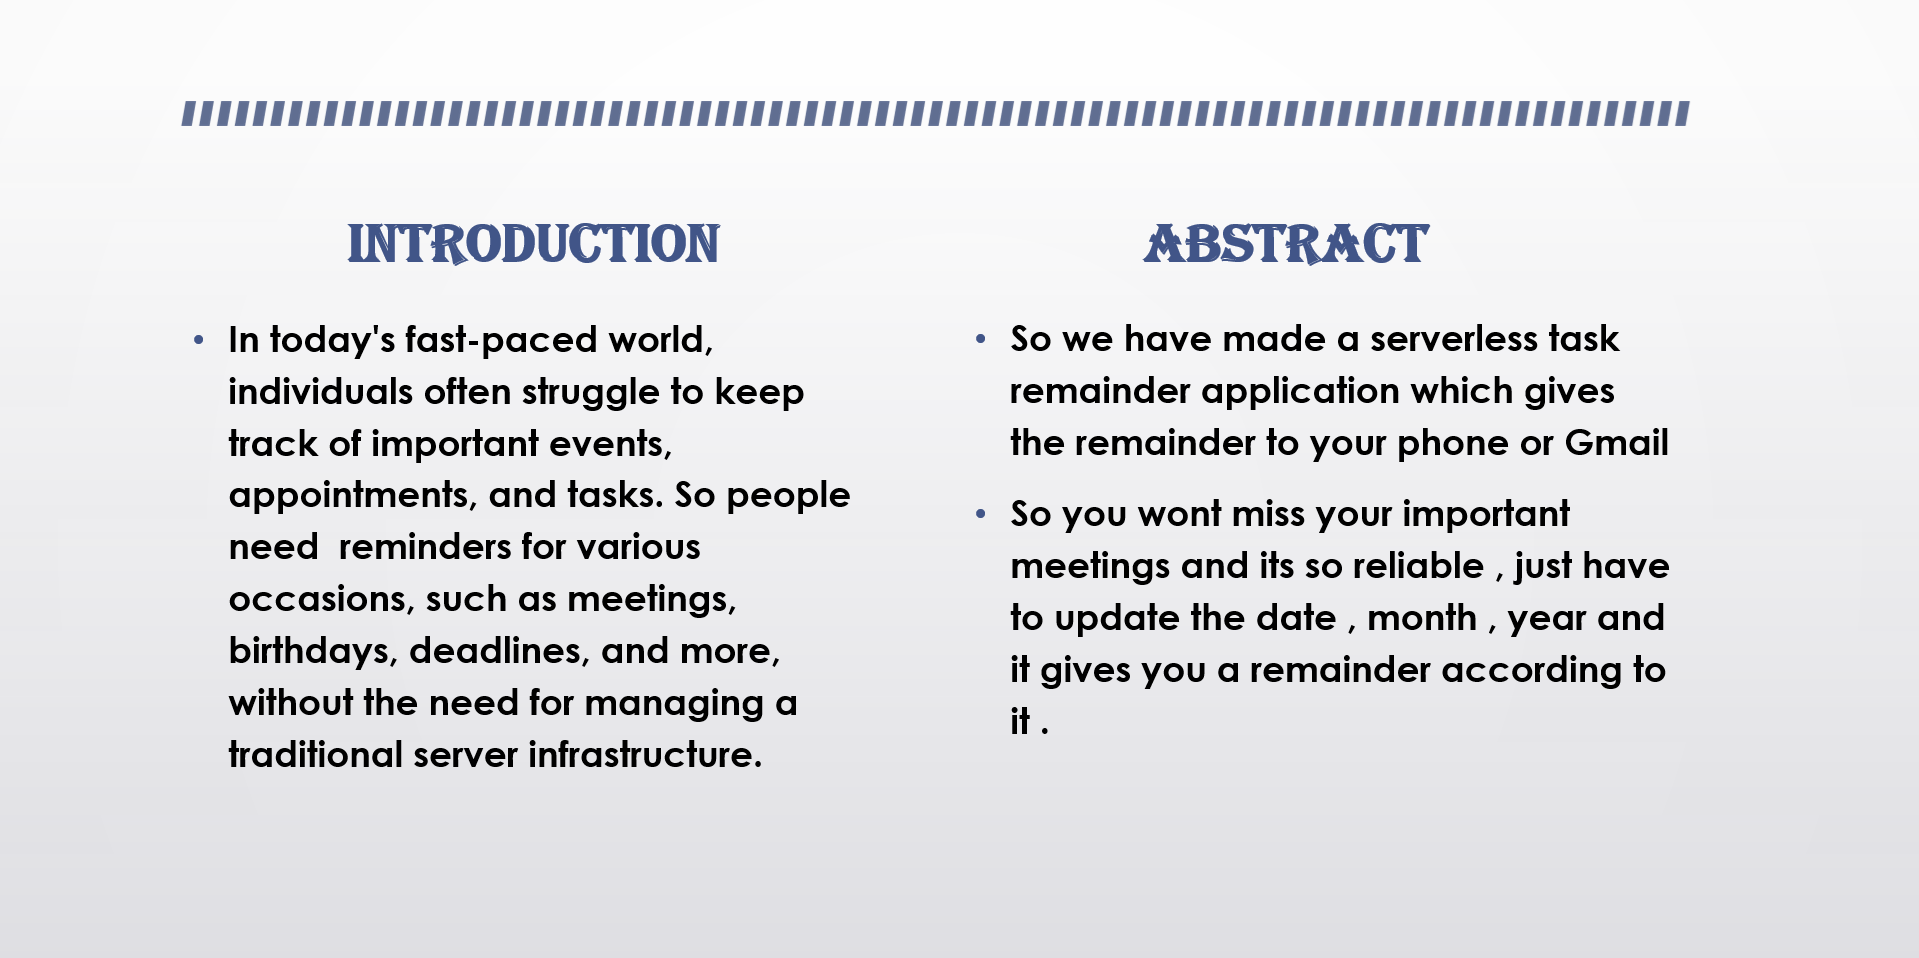 INTRODUCTION
• In today's fast-paced world,
individuals often struggle to keep
track of important events,
appointments, and tasks. So people
need  reminders for various
occasions, such as meetings,
birthdays, deadlines, and more,
without the need for managing a
traditional server infrastructure.
ABSTRACT
• So we have made a serverless task
remainder application which gives
the remainder to your phone or Gmail
• So you wont miss your important
meetings and its so reliable , just have
to update the date , month , year and
it gives you a remainder according to
it .